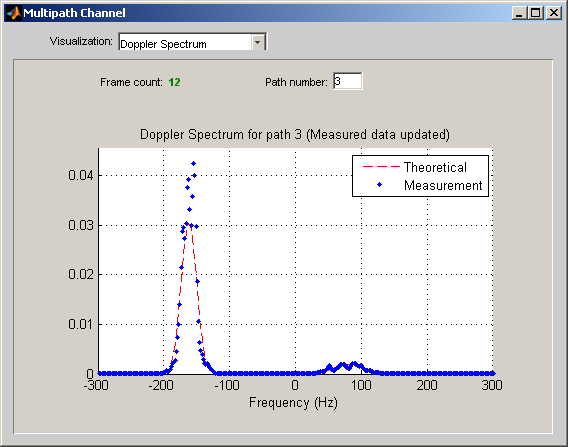 Multipath Channel
Visualization: Doppler Spectrum
Frame count: 12 Path number: 3
Doppler Spectrum for path 3 (Measured data updated)
Theoretical
Measurement
0.04
0.03
0.02
0.01
0
-300 -200 -100 0 100 200 300
Frequency (Hz)